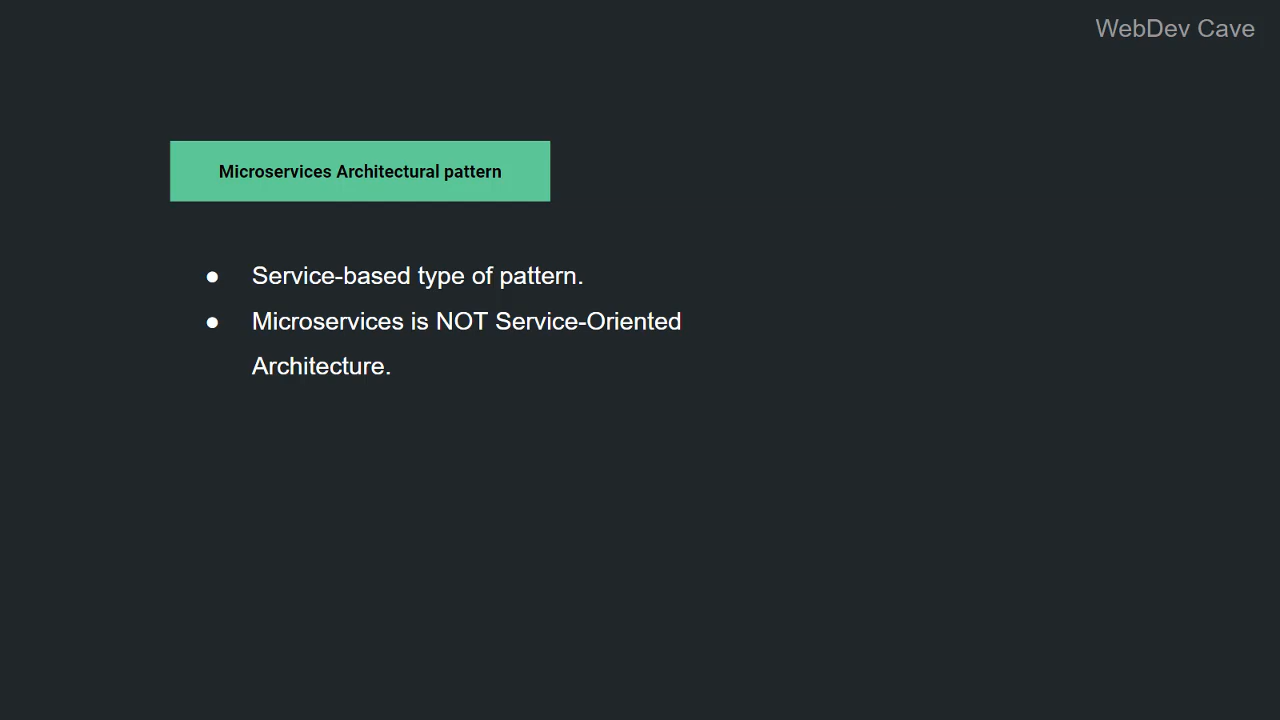 WebDev Cave
Microservices Architectural pattern
● Service-based type of pattern.
● Microservices is NOT Service-Oriented
Architecture.